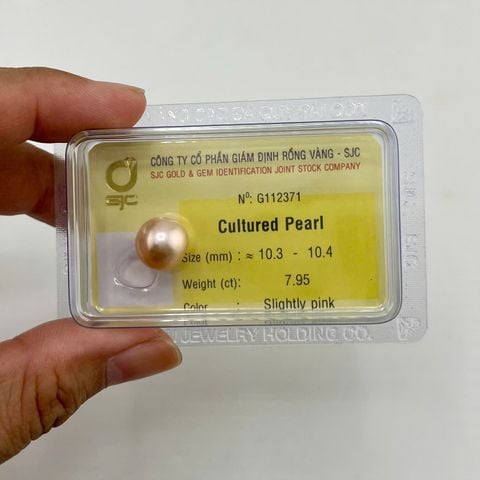 CÔNG TY CỔ PHẦN GIÁM ĐỊNH RỒNG VÀNG - SJC
SJC GOLD & GEM IDENTIFICATION JOINT STOCK COMPANY
SJC
Nº: G112371
Cultured Pearl
Size (mm): ≈ 10.3 - 10.4
Weight (ct): 7.95
Color : Slightly pink
JEWELRY HOLDING CO.